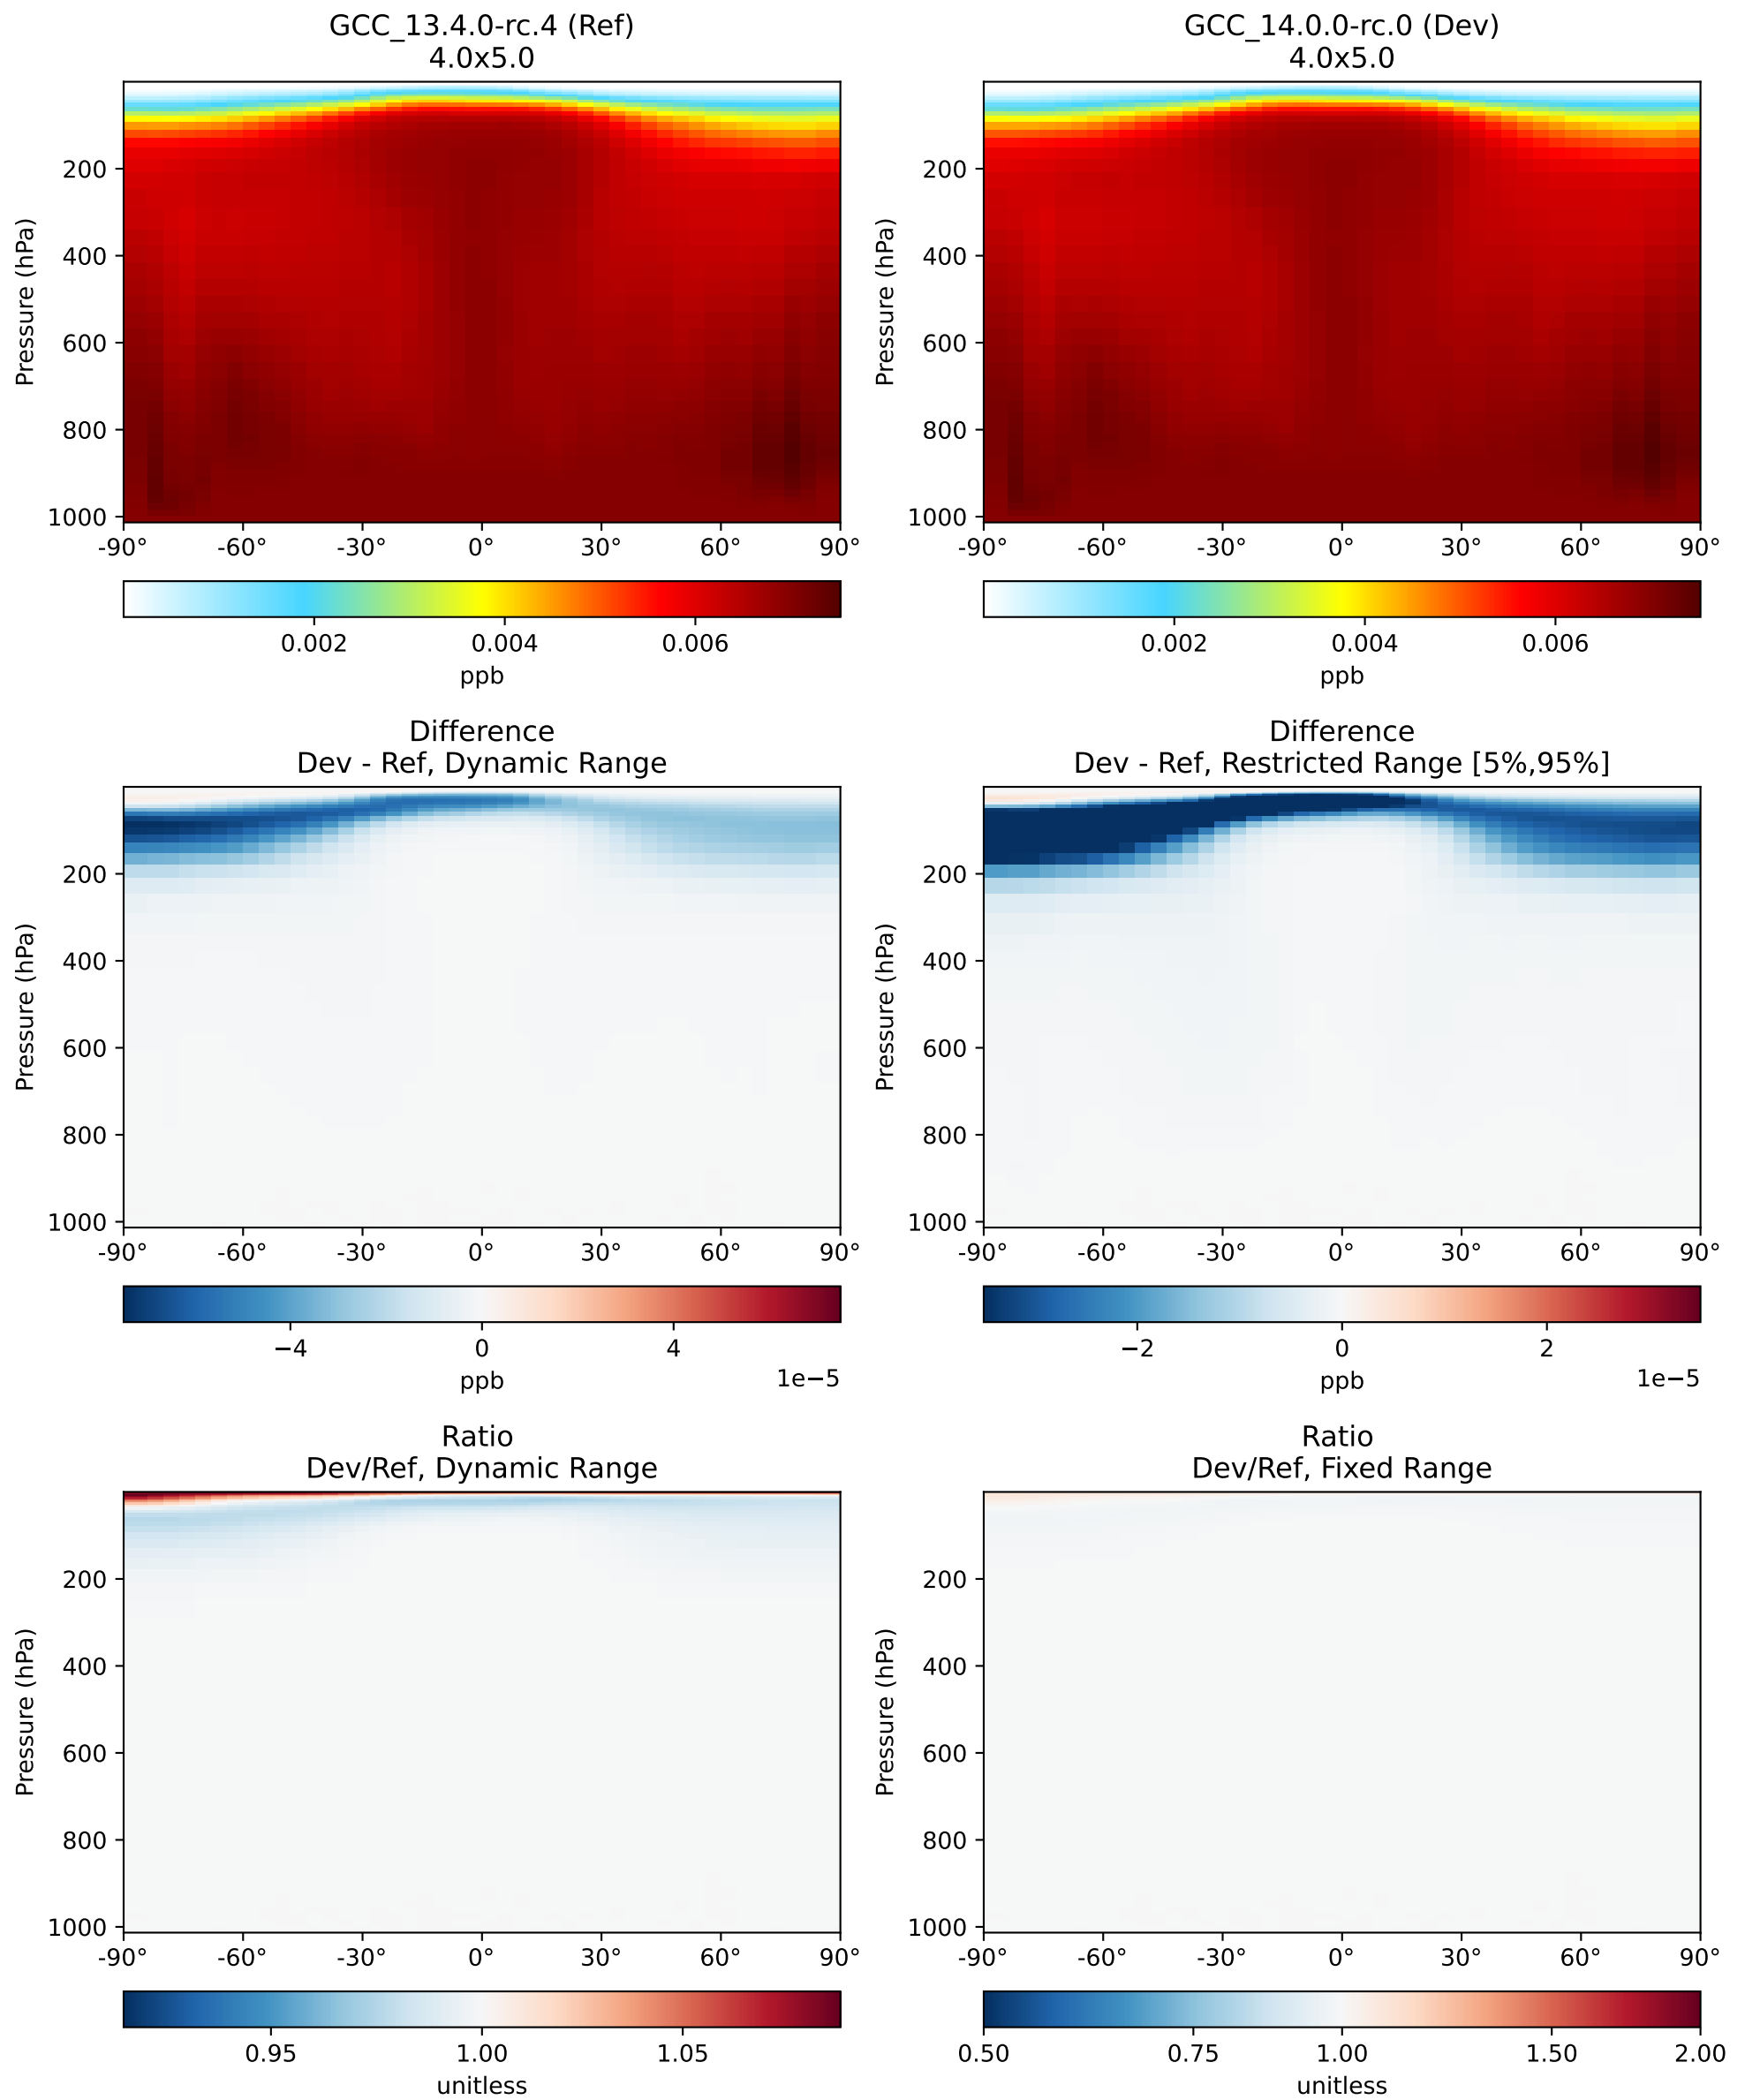 GCC_13.4.0-rc.4 (Ref)
4.0x5.0
Pressure (hPa)
200
400
600
800
1000
-90° -60° -30° 0° 30° 60° 90°
0.002 0.004 0.006
ppb
GCC_14.0.0-rc.0 (Dev)
4.0x5.0
Pressure (hPa)
200
400
600
800
1000
-90° -60° -30° 0° 30° 60° 90°
0.002 0.004 0.006
ppb
Difference
Dev - Ref, Dynamic Range
Pressure (hPa)
200
400
600
800
1000
-90° -60° -30° 0° 30° 60° 90°
−4 0 4
ppb
1e−5
Difference
Dev - Ref, Restricted Range [5%,95%]
Pressure (hPa)
200
400
600
800
1000
-90° -60° -30° 0° 30° 60° 90°
−2 0 2
ppb
1e−5
Ratio
Dev/Ref, Dynamic Range
Pressure (hPa)
200
400
600
800
1000
-90° -60° -30° 0° 30° 60° 90°
0.95 1.00 1.05
unitless
Ratio
Dev/Ref, Fixed Range
Pressure (hPa)
200
400
600
800
1000
-90° -60° -30° 0° 30° 60° 90°
0.50 0.75 1.00 1.50 2.00
unitless